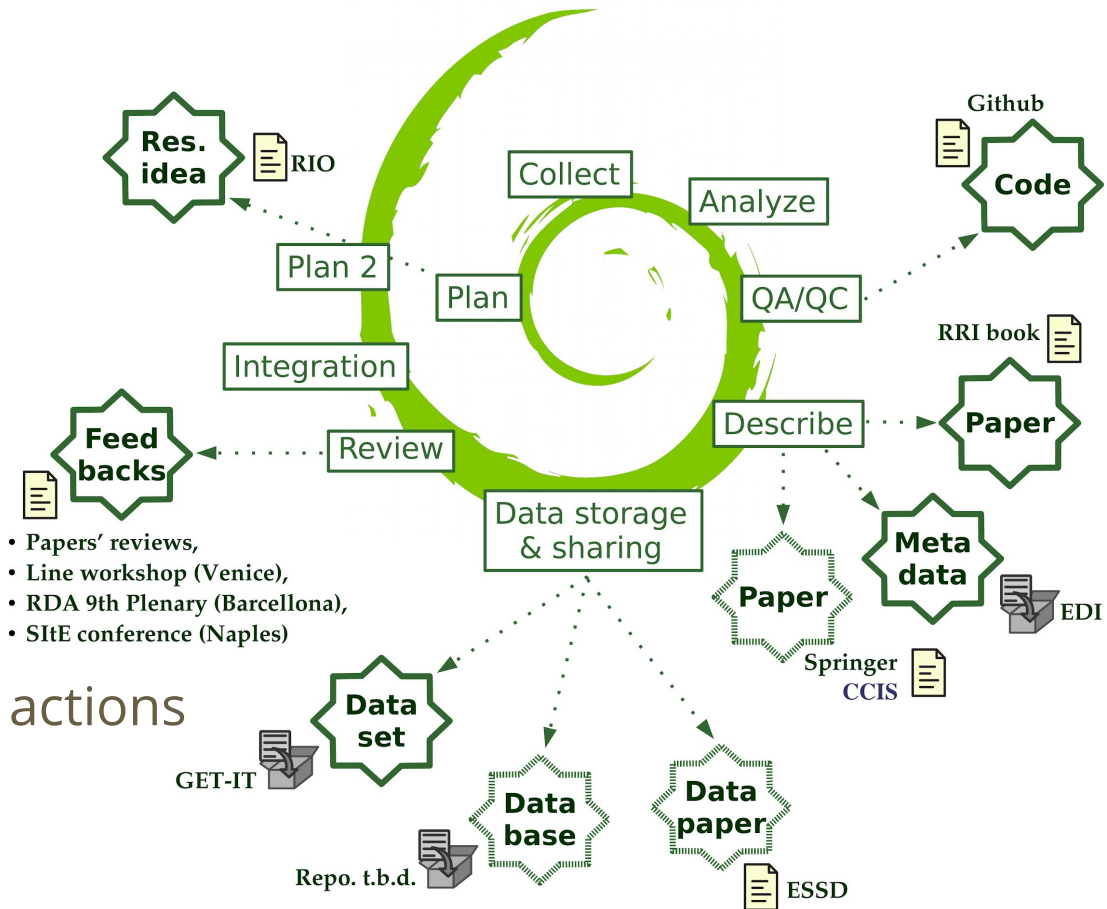 Github
Res.
idea
RIO
Collect
Analyze
Code
Plan 2
Plan
QA/QC
RRI book
Integration
Describe
Paper
Feed
backs
Review
Data storage
& sharing
• Papers’ reviews,
• Line workshop (Venice),
• RDA 9th Plenary (Barcellona),
• SItE conference (Naples)
Paper
Meta
data
EDI
Springer
CCIS
actions
Data
set
GET-IT
Data
base
Data
paper
Repo. t.b.d.
ESSD